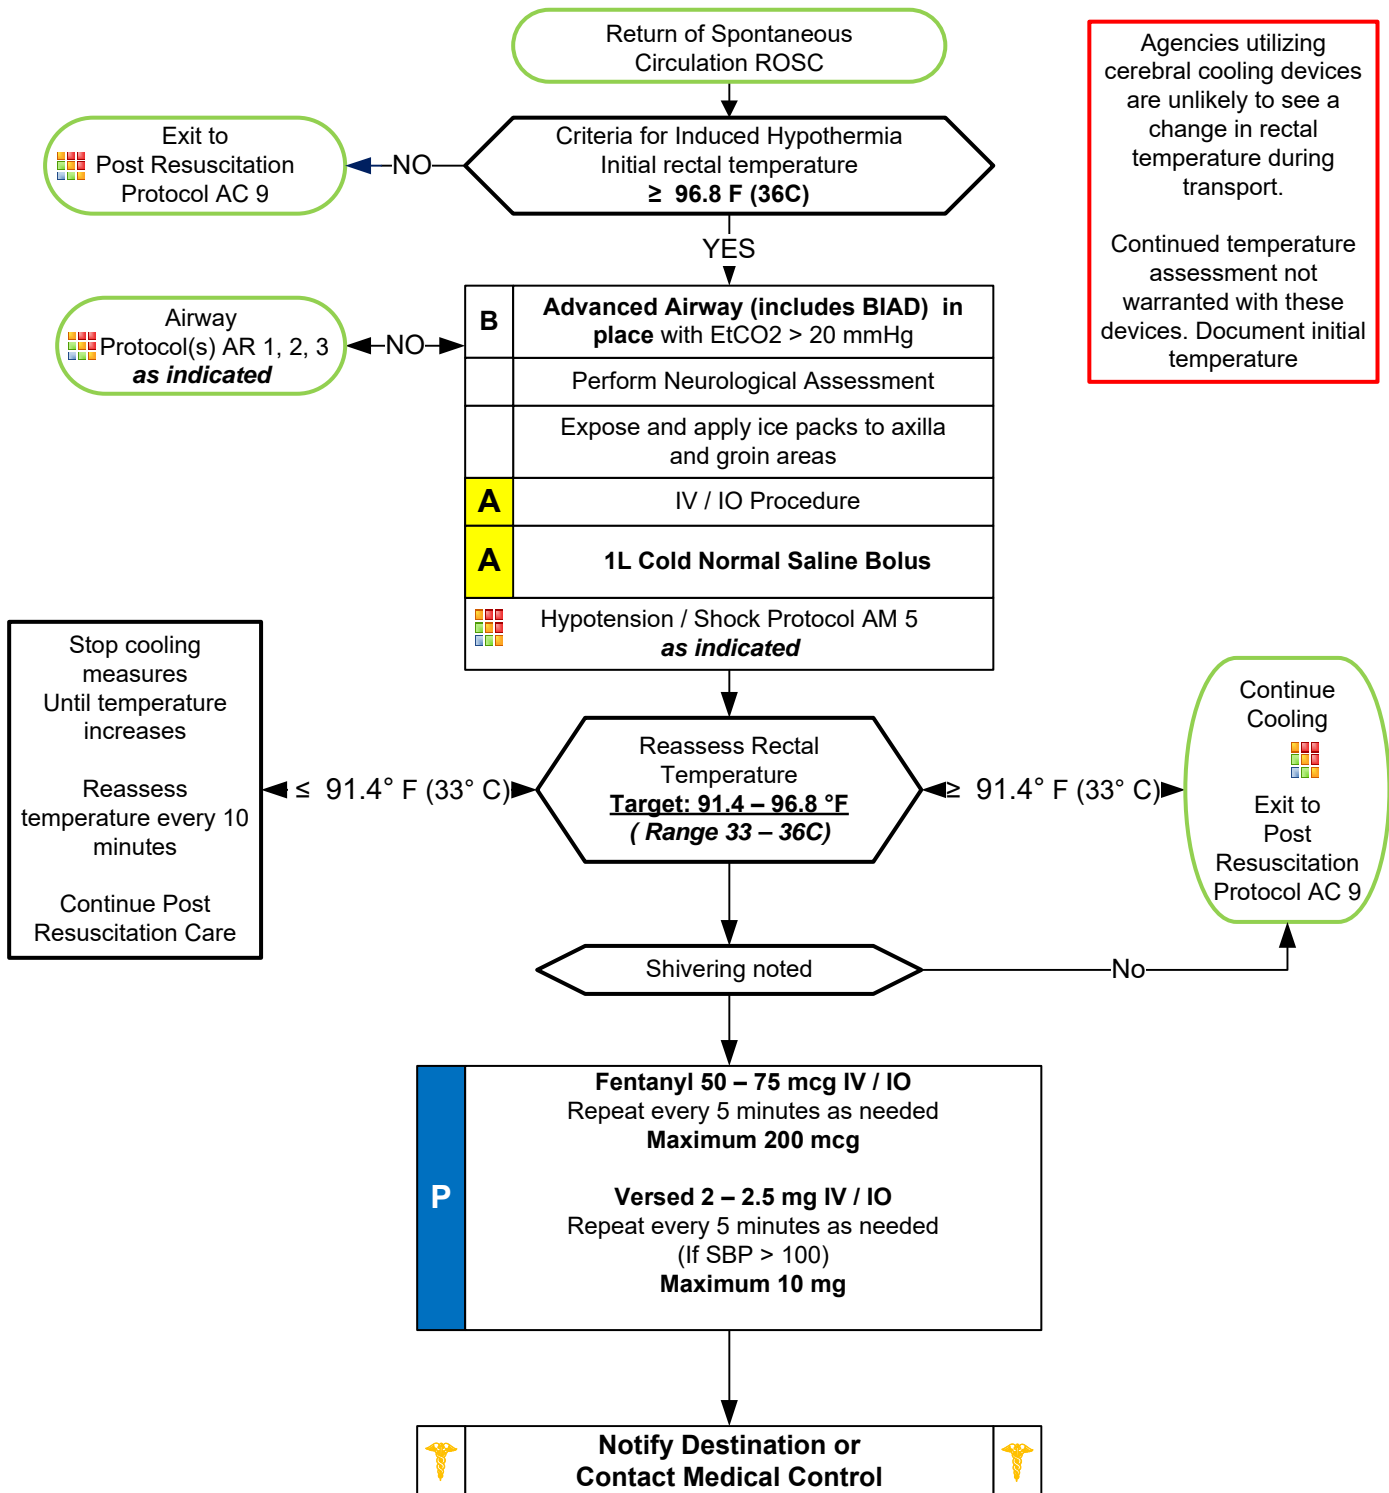 Return of Spontaneous
Circulation ROSC
Agencies utilizing
cerebral cooling devices
are unlikely to see a
change in rectal
temperature during
transport.
Continued temperature
assessment not
warranted with these
devices. Document initial
temperature
Exit to
Post Resuscitation
Protocol AC 9
NO
Criteria for Induced Hypothermia
Initial rectal temperature
≥ 96.8 F (36C)
YES
Airway
Protocol(s) AR 1, 2, 3
as indicated
NO
B
Advanced Airway (includes BIAD) in
place with EtCO2 > 20 mmHg
Perform Neurological Assessment
Expose and apply ice packs to axilla
and groin areas
A
IV / IO Procedure
A
1L Cold Normal Saline Bolus
Hypotension / Shock Protocol AM 5
as indicated
Stop cooling
measures
Until temperature
increases
Reassess
temperature every 10
minutes
Continue Post
Resuscitation Care
≤ 91.4° F (33° C)
Reassess Rectal
Temperature
Target: 91.4 – 96.8 °F
( Range 33 – 36C)
≥ 91.4° F (33° C)
Continue
Cooling
Exit to
Post
Resuscitation
Protocol AC 9
Shivering noted
No
P
Fentanyl 50 – 75 mcg IV / IO
Repeat every 5 minutes as needed
Maximum 200 mcg
Versed 2 – 2.5 mg IV / IO
Repeat every 5 minutes as needed
(If SBP > 100)
Maximum 10 mg
Notify Destination or
Contact Medical Control